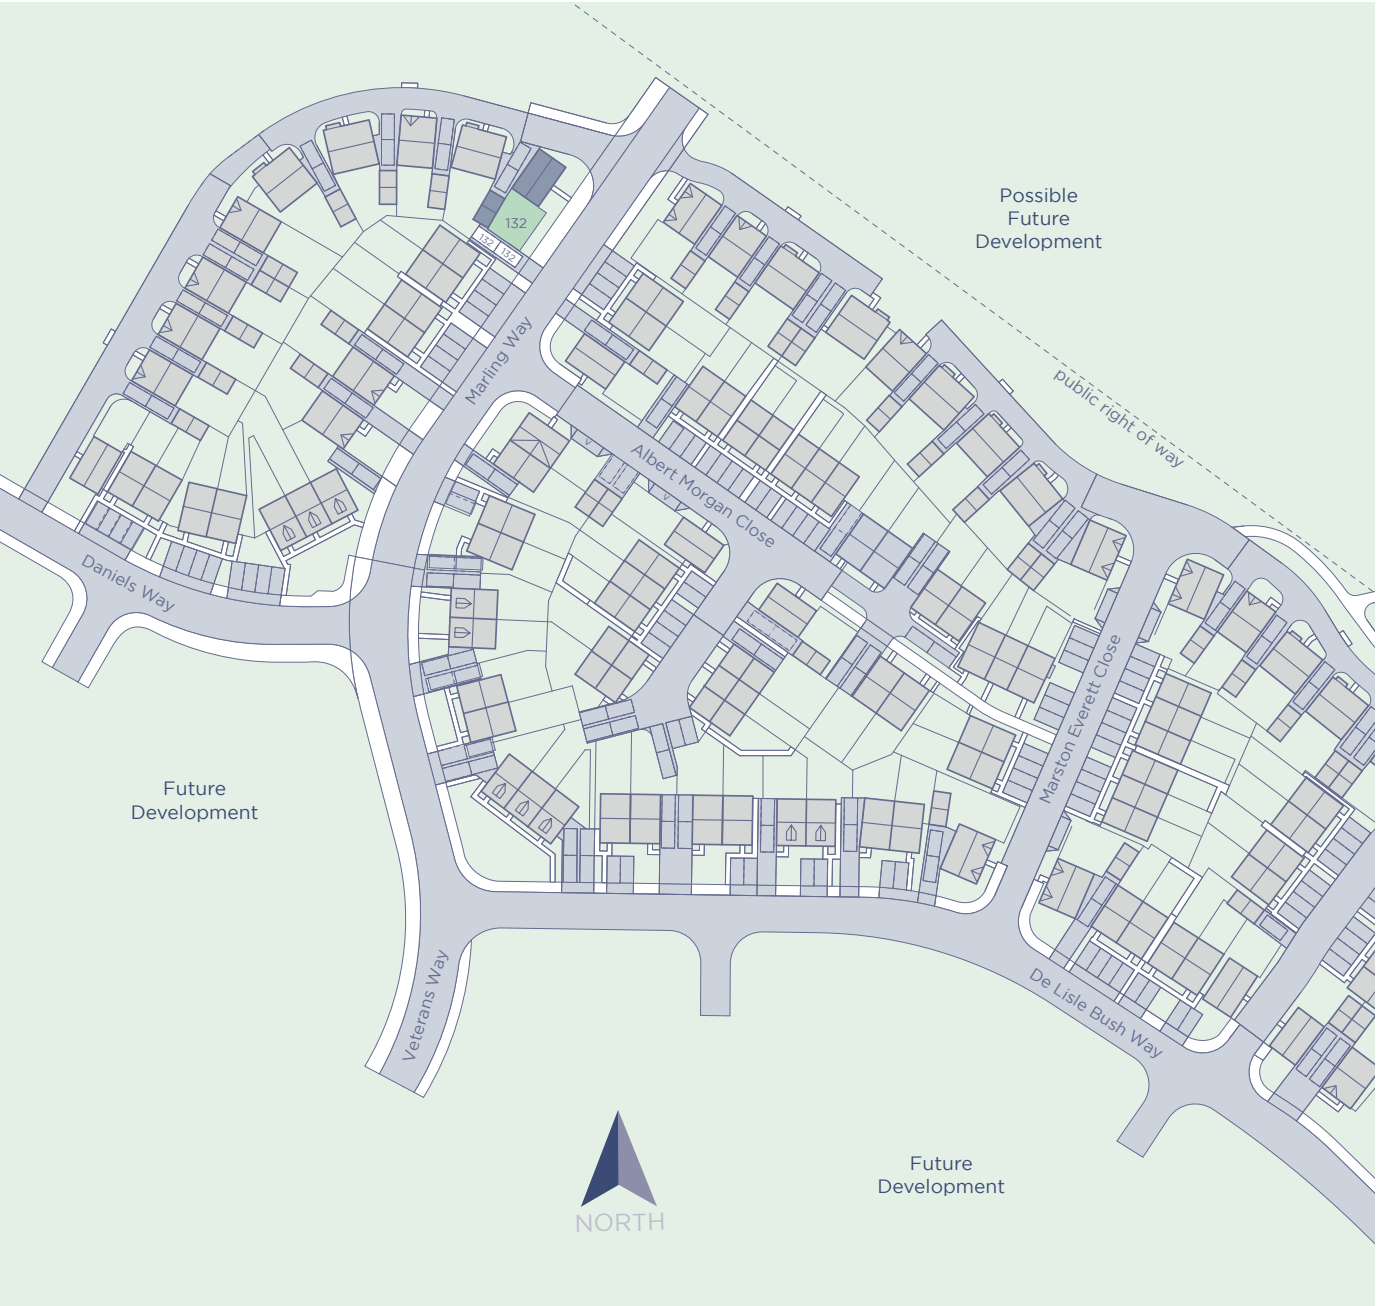 Possible
Future
Development
132
132
132
Marling Way
public right of way
Albert Morgan Close
Daniels Way
Marston Everett Close
Future
Development
De Lisle Bush Way
Veterans Way
Future
Development
NORTH